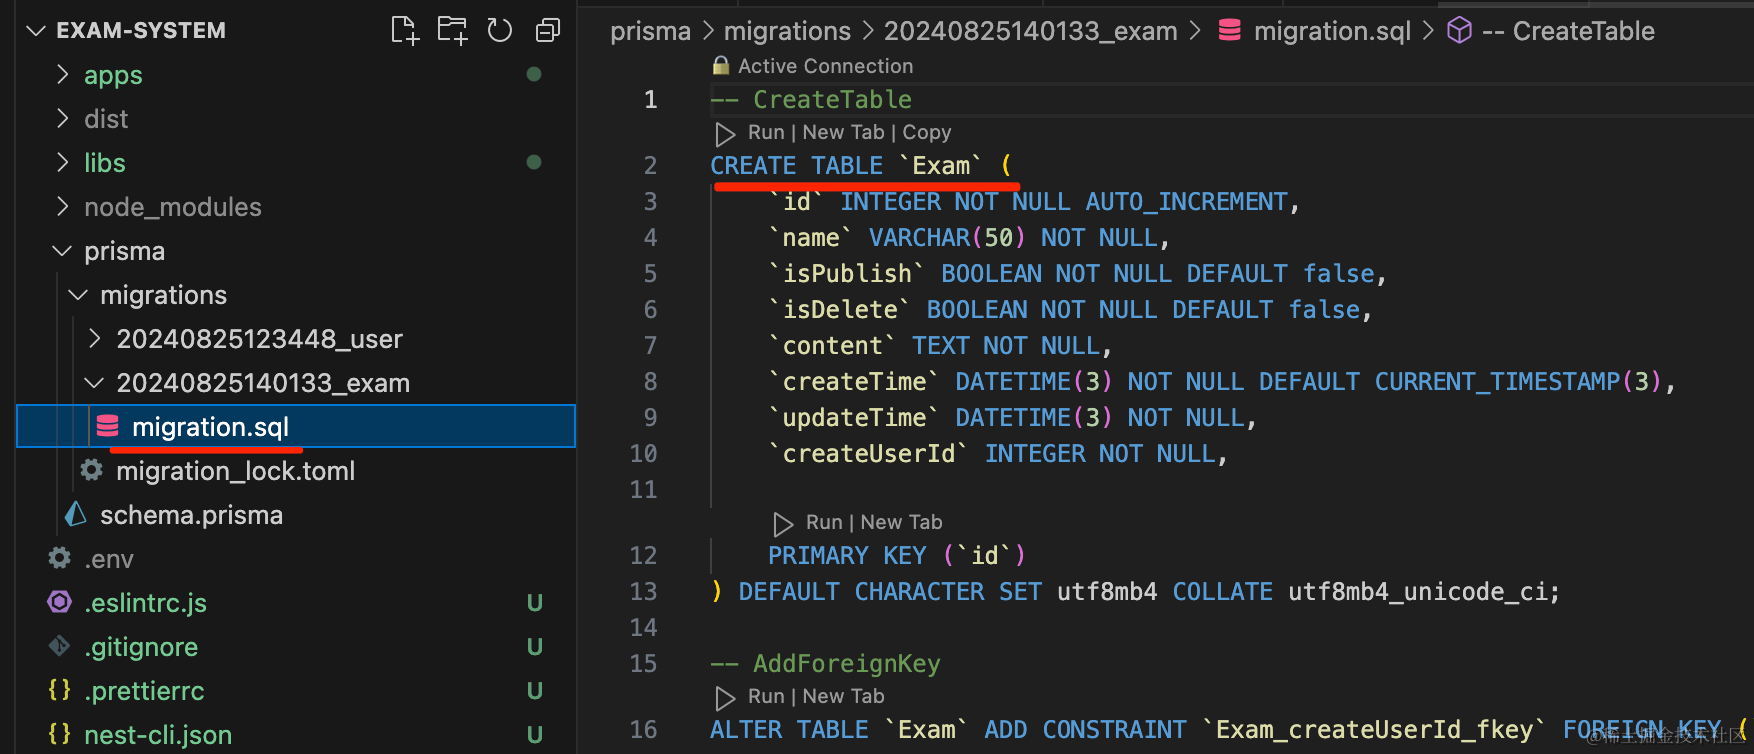 EXAM-SYSTEM
apps
dist
libs
node_modules
prisma
migrations
20240825123448_user
20240825140133_exam
migration.sql
migration_lock.toml
schema.prisma
.env
.eslintrc.js U
.gitignore U
.prettierrc U
nest-cli.json U
prisma > migrations > 20240825140133_exam > migration.sql > -- CreateTable
Active Connection
1 -- CreateTable
Run | New Tab | Copy
2 CREATE TABLE `Exam` (
3 `id` INTEGER NOT NULL AUTO_INCREMENT,
4 `name` VARCHAR(50) NOT NULL,
5 `isPublish` BOOLEAN NOT NULL DEFAULT false,
6 `isDelete` BOOLEAN NOT NULL DEFAULT false,
7 `content` TEXT NOT NULL,
8 `createTime` DATETIME(3) NOT NULL DEFAULT CURRENT_TIMESTAMP(3),
9 `updateTime` DATETIME(3) NOT NULL,
10 `createUserId` INTEGER NOT NULL,
11
Run | New Tab
12 PRIMARY KEY (`id`)
13 ) DEFAULT CHARACTER SET utf8mb4 COLLATE utf8mb4_unicode_ci;
14
15 -- AddForeignKey
Run | New Tab
16 ALTER TABLE `Exam` ADD CONSTRAINT `Exam_createUserId_fkey` FOREIGN KEY (
@稀土掘金技术社区